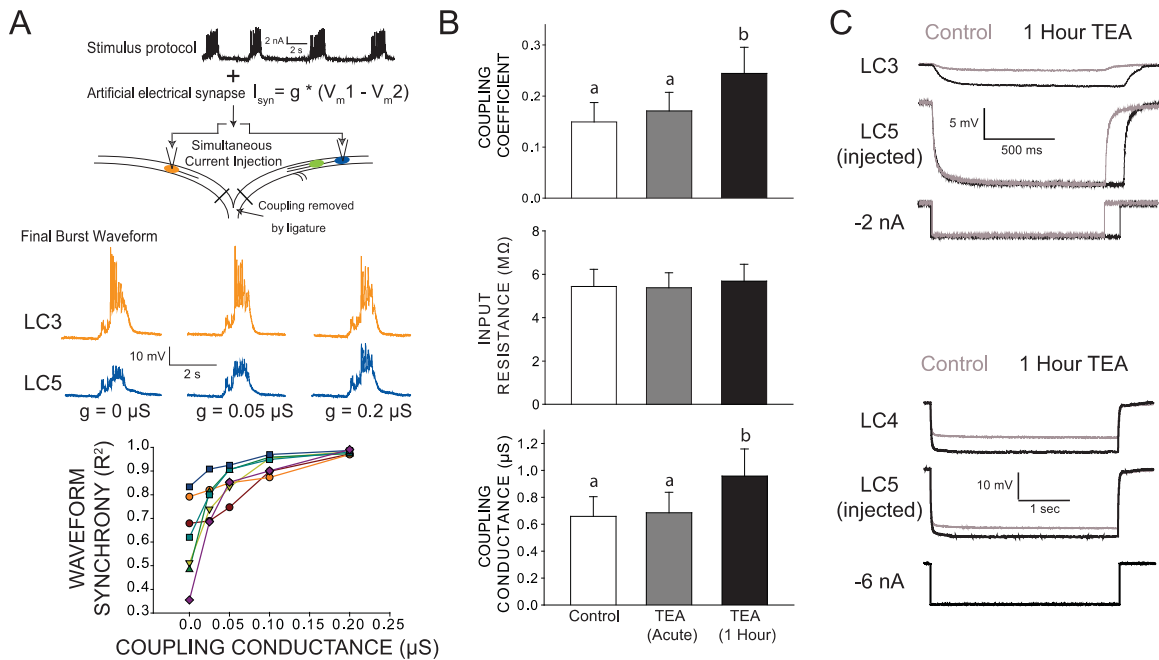 A
Stimulus protocol
2 nA
2 s
+
Artificial electrical synapse I_syn = g * (V_m1 - V_m2)
Simultaneous
Current Injection
Coupling removed
by ligature
Final Burst Waveform
LC3
10 mV
2 s
LC5
g = 0 µS g = 0.05 µS g = 0.2 µS
WAVEFORM
SYNCHRONY (R²)
1.0
0.9
0.8
0.7
0.6
0.5
0.4
0.3
0.0 0.05 0.10 0.15 0.20 0.25
COUPLING CONDUCTANCE (µS)
B
COUPLING
COEFFICIENT
0.3
0.2
0.1
0.0
a a b
INPUT
RESISTANCE (MΩ)
8
6
4
2
0
COUPLING
CONDUCTANCE (µS)
1.2
1.0
0.8
0.6
0.4
0.2
0.0
a a b
Control TEA TEA
(Acute) (1 Hour)
C
Control 1 Hour TEA
LC3
LC5
(injected)
5 mV
500 ms
-2 nA
Control 1 Hour TEA
LC4
LC5
(injected)
10 mV
1 sec
-6 nA